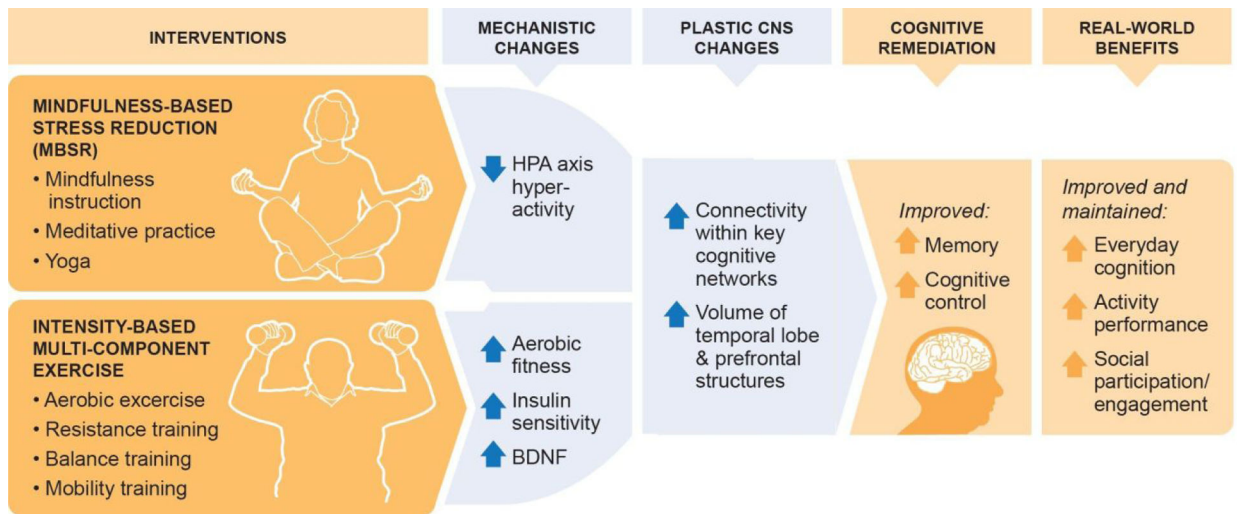 INTERVENTIONS
MECHANISTIC
CHANGES
PLASTIC CNS
CHANGES
COGNITIVE
REMEDIATION
REAL-WORLD
BENEFITS
MINDFULNESS-BASED
STRESS REDUCTION
(MBSR)
• Mindfulness
instruction
• Meditative practice
• Yoga
INTENSITY-BASED
MULTI-COMPONENT
EXERCISE
• Aerobic excercise
• Resistance training
• Balance training
• Mobility training
HPA axis
hyper-
activity
Aerobic
fitness
Insulin
sensitivity
BDNF
Connectivity
within key
cognitive
networks
Volume of
temporal lobe
& prefrontal
structures
Improved:
Memory
Cognitive
control
Improved and
maintained:
Everyday
cognition
Activity
performance
Social
participation/
engagement